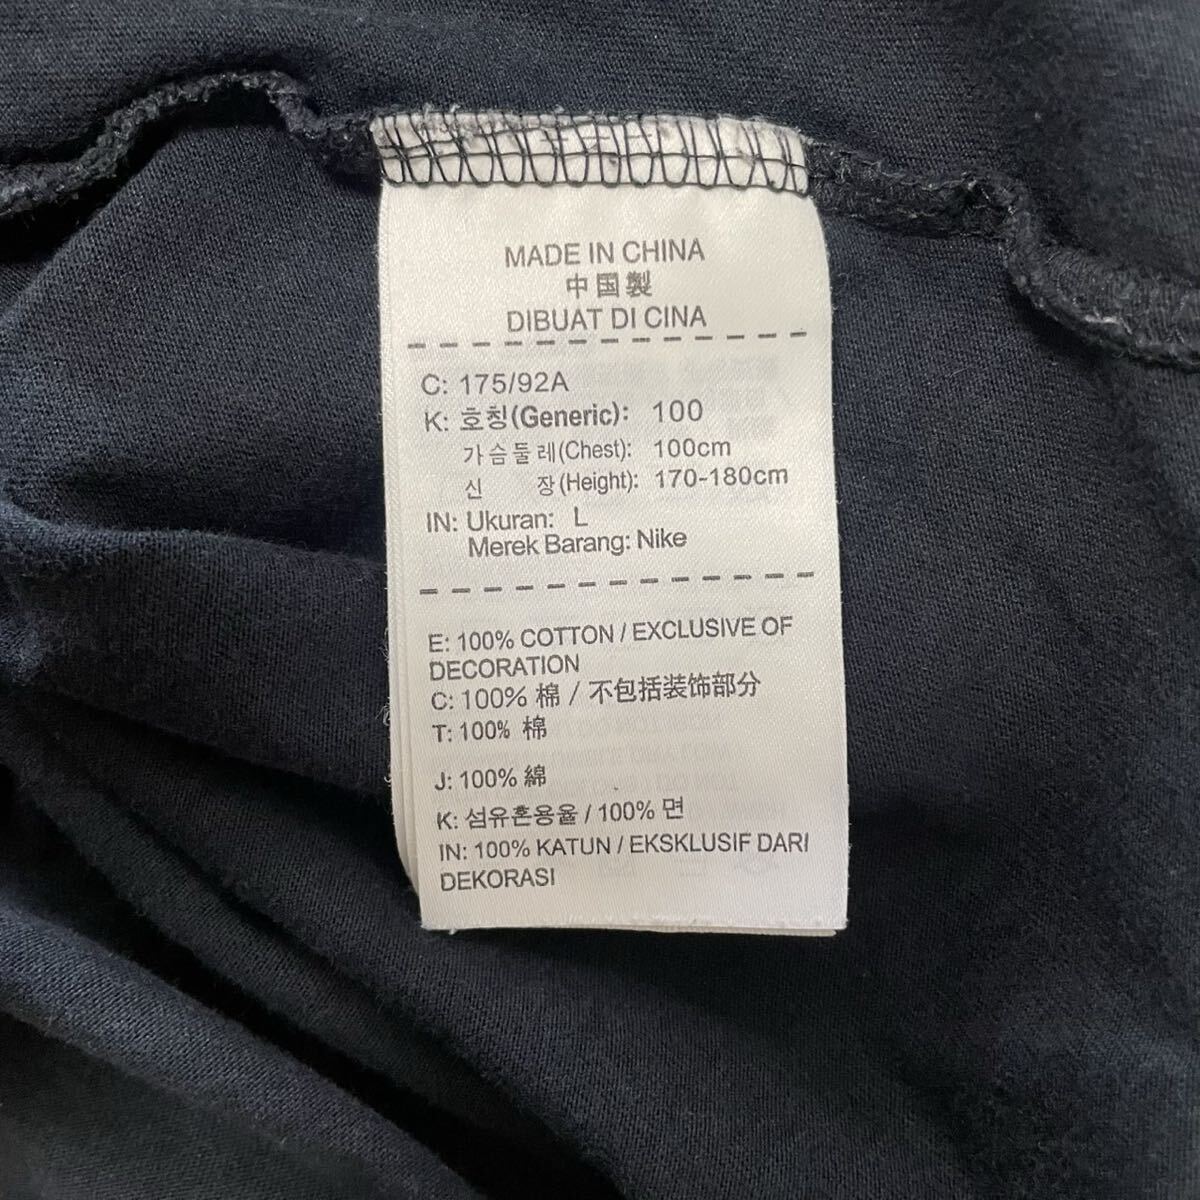 MADE IN CHINA
中国製
DIBUAT DI CINA
C: 175/92A
K: 호칭(Generic): 100
가슴둘레(Chest): 100cm
신 장(Height): 170-180cm
IN: Ukuran: L
Merek Barang: Nike
E: 100% COTTON / EXCLUSIVE OF
DECORATION
C: 100% 棉 / 不包括装饰部分
T: 100% 棉
J: 100% 綿
K: 섬유혼용율 / 100% 면
IN: 100% KATUN / EKSKLUSIF DARI
DEKORASI